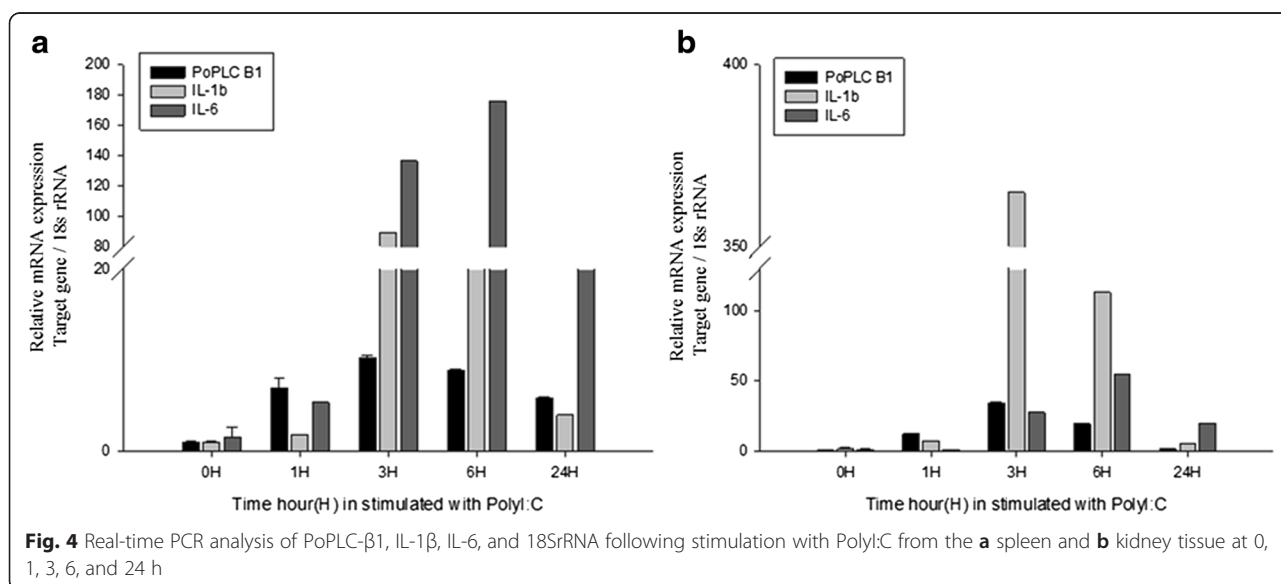 a
PoPLC B1
IL-1b
IL-6
200
180
160
140
120
100
80
20
0
Relative mRNA expression
Target gene / 18s rRNA
0H 1H 3H 6H 24H
Time hour(H) in stimulated with PolyI:C
b
PoPLC B1
IL-1b
IL-6
400
350
100
50
0
Relative mRNA expression
Target gene / 18s rRNA
0H 1H 3H 6H 24H
Time hour(H) in stimulated with PolyI:C
Fig. 4 Real-time PCR analysis of PoPLC-β1, IL-1β, IL-6, and 18SrRNA following stimulation with PolyI:C from the a spleen and b kidney tissue at 0,
1, 3, 6, and 24 h